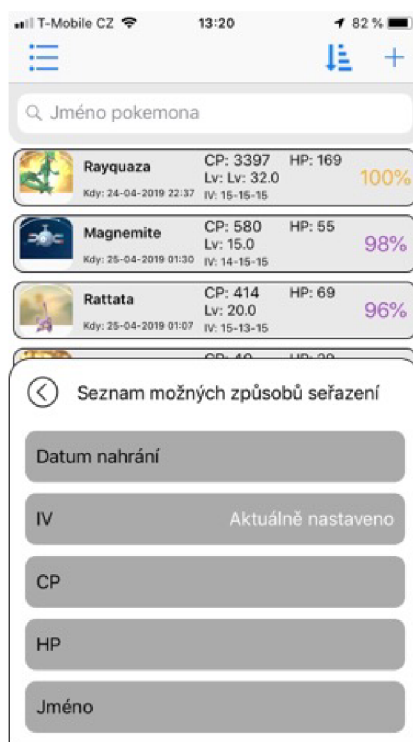 T-Mobile CZ 13:20 82 %
Jméno pokemona
Rayquaza CP: 3397 HP: 169
Lv: Lv: 32.0 100%
Kdy: 24-04-2019 22:37 IV: 15-15-15
Magnemite CP: 580 HP: 55
Lv: 15.0 98%
Kdy: 25-04-2019 01:30 IV: 14-15-15
Rattata CP: 414 HP: 69
Lv: 20.0 96%
Kdy: 25-04-2019 01:07 IV: 15-13-15
Seznam možných způsobů seřazení
Datum nahrání
IV Aktuálně nastaveno
CP
HP
Jméno